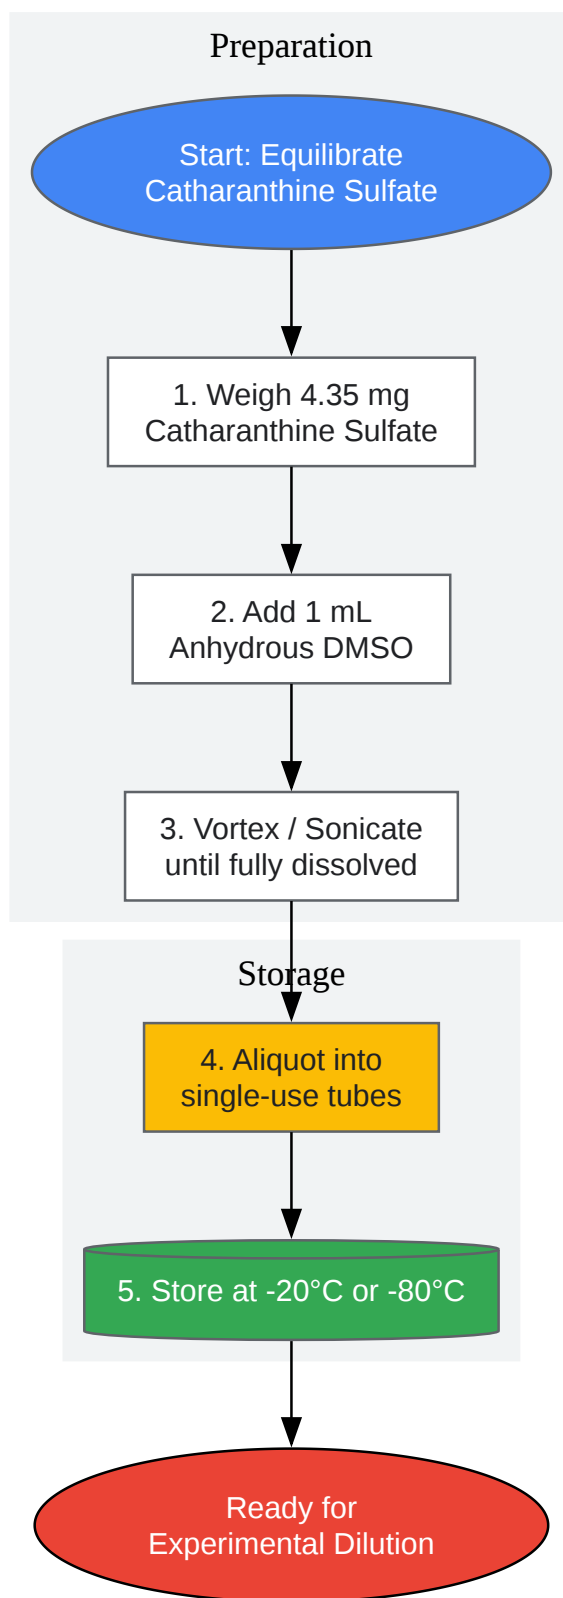 Preparation
Start: Equilibrate
Catharanthine Sulfate
1. Weigh 4.35 mg
Catharanthine Sulfate
2. Add 1 mL
Anhydrous DMSO
3. Vortex / Sonicate
until fully dissolved
Storage
4. Aliquot into
single-use tubes
5. Store at -20°C or -80°C
Ready for
Experimental Dilution